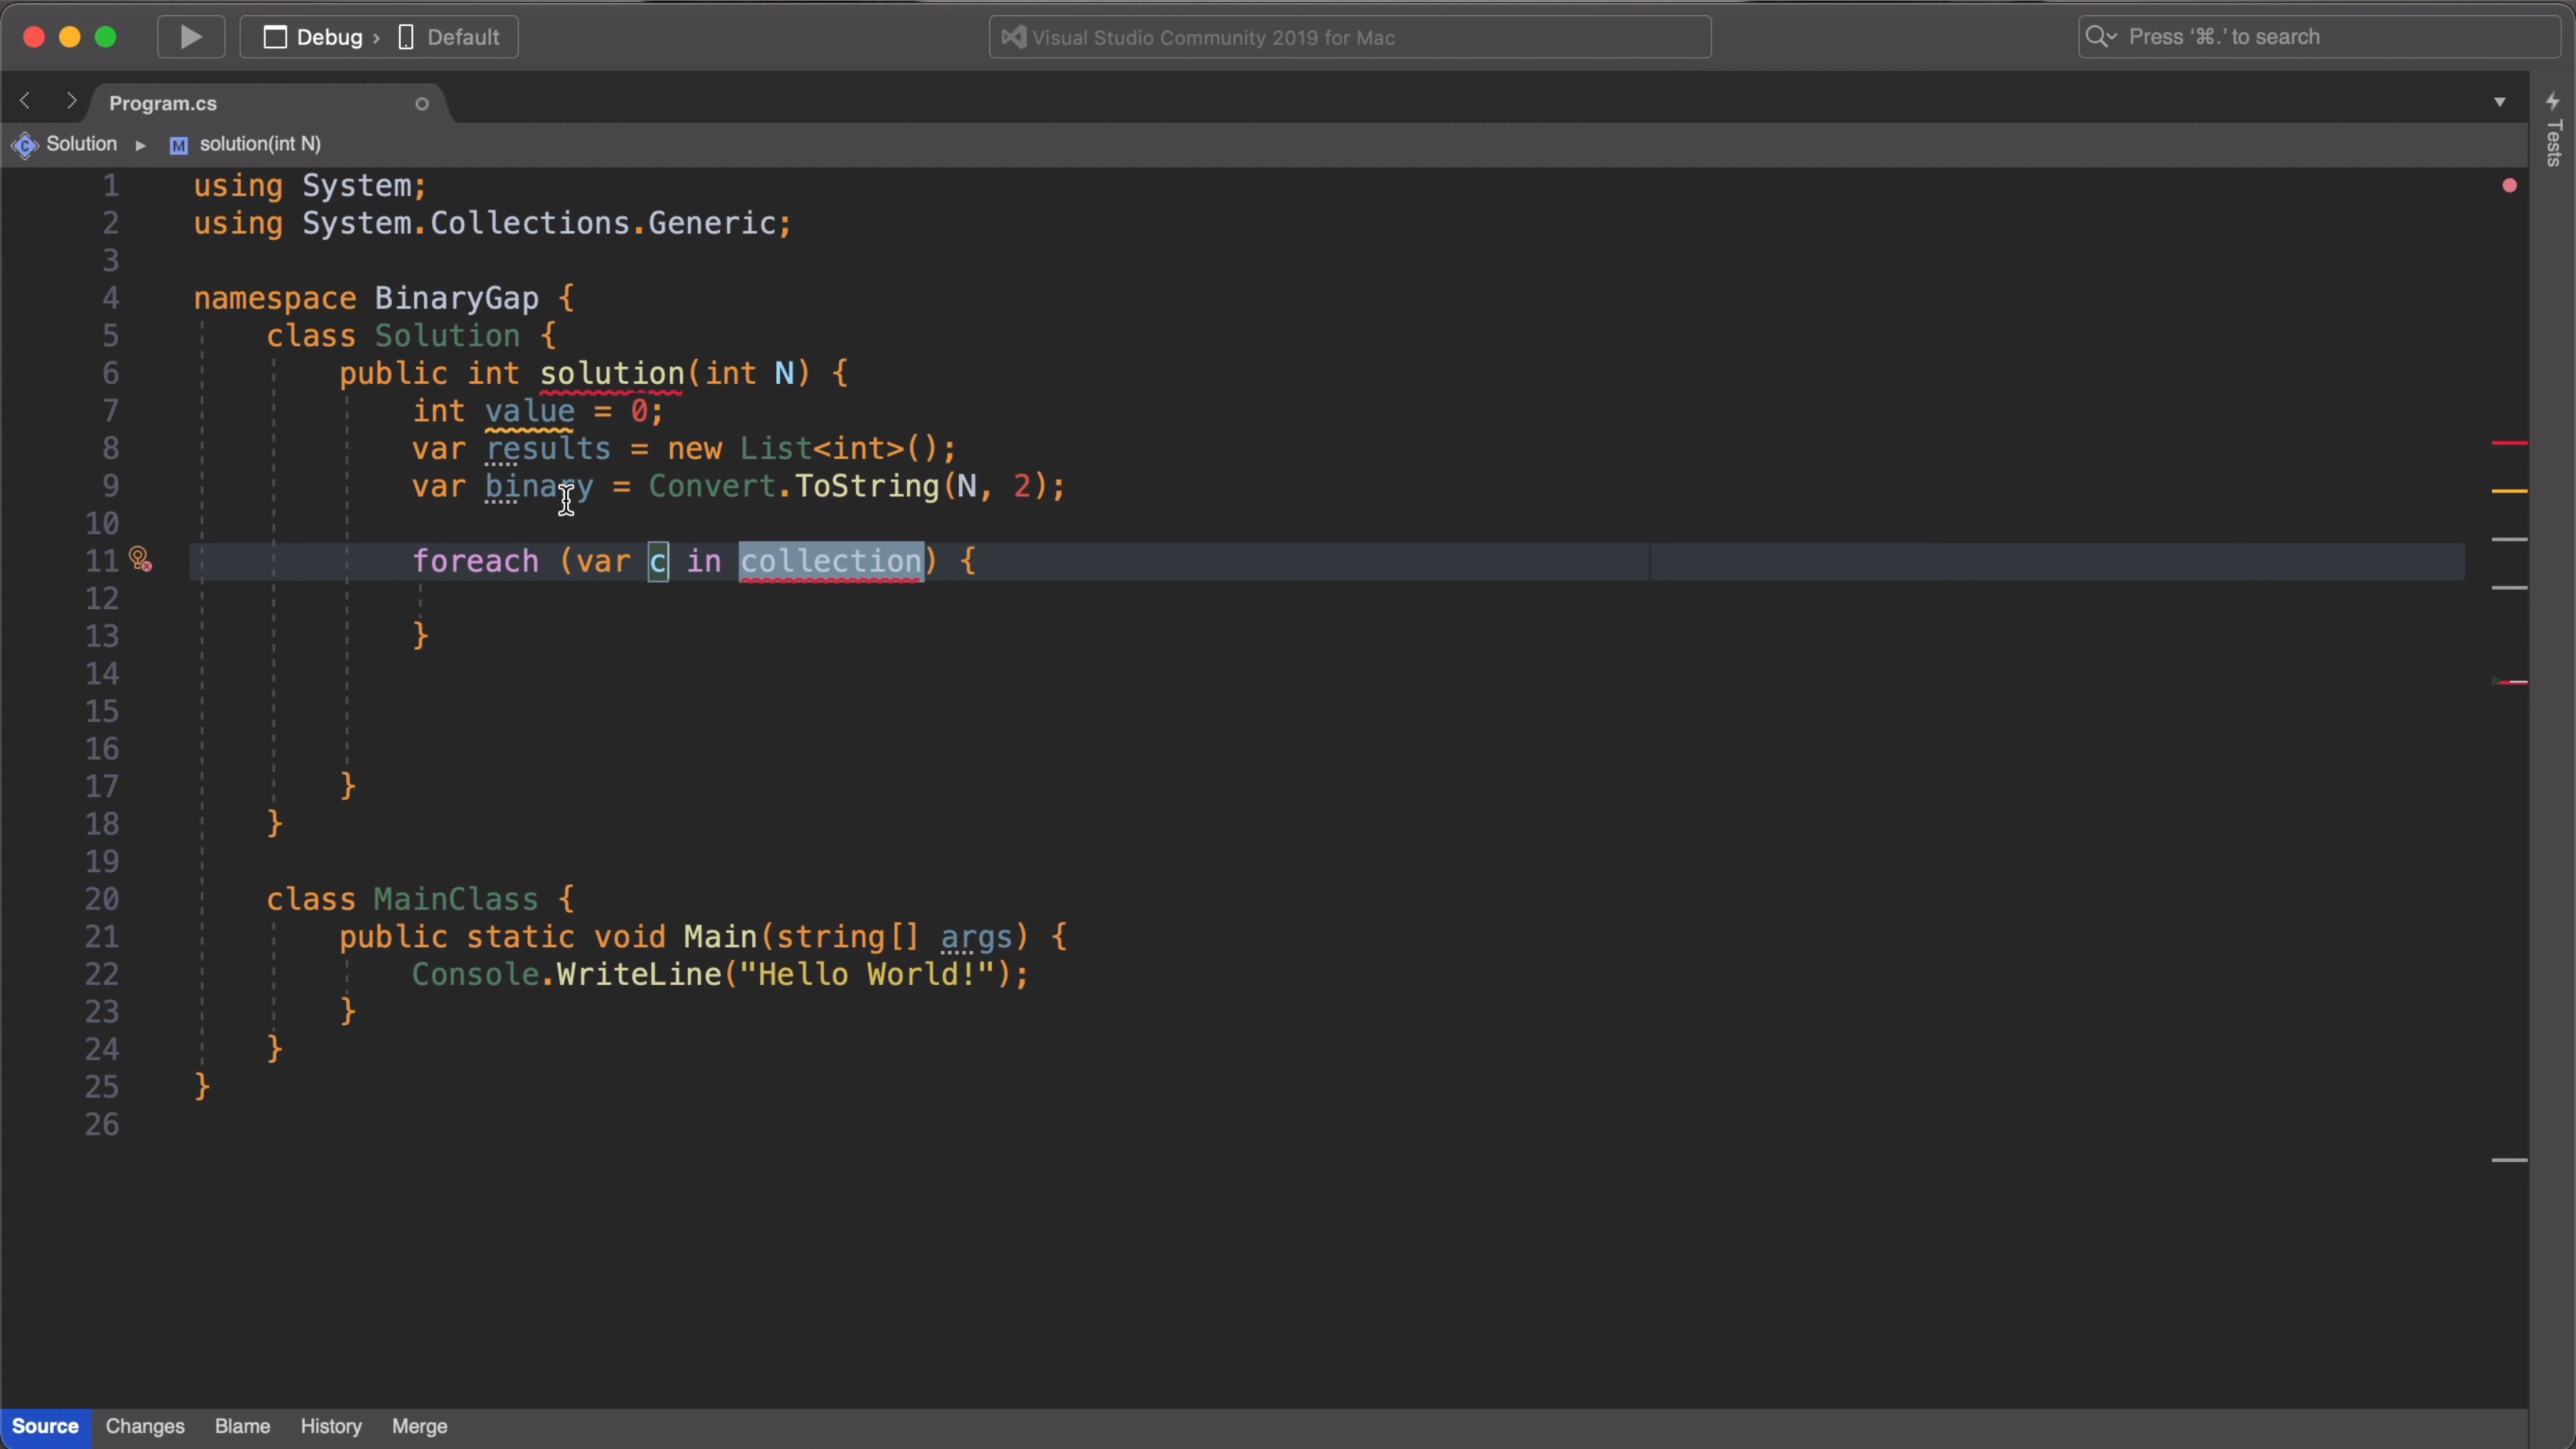 Debug › Default
Visual Studio Community 2019 for Mac
Press ‘⌘.’ to search
Program.cs
Tests
Solution ▸ M solution(int N)
1 using System;
2 using System.Collections.Generic;
3
4 namespace BinaryGap {
5 class Solution {
6 public int solution(int N) {
7 int value = 0;
8 var results = new List<int>();
9 var binary = Convert.ToString(N, 2);
10
11 foreach (var c in collection) {
12
13 }
14
15
16
17 }
18 }
19
20 class MainClass {
21 public static void Main(string[] args) {
22 Console.WriteLine("Hello World!");
23 }
24 }
25 }
26
Source Changes Blame History Merge